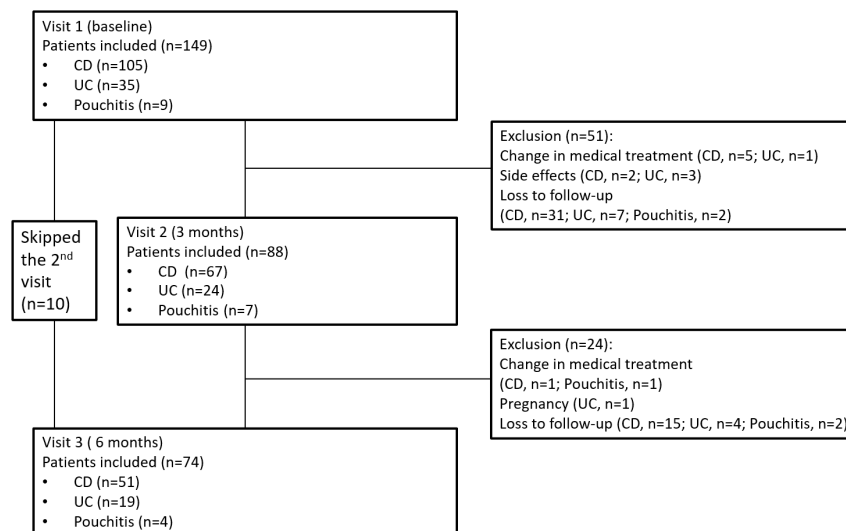 Visit 1 (baseline)
Patients included (n=149)
• CD (n=105)
• UC (n=35)
• Pouchitis (n=9)
Exclusion (n=51):
Change in medical treatment (CD, n=5; UC, n=1)
Side effects (CD, n=2; UC, n=3)
Loss to follow-up
(CD, n=31; UC, n=7; Pouchitis, n=2)
Skipped
the 2nd
visit
(n=10)
Visit 2 (3 months)
Patients included (n=88)
• CD (n=67)
• UC (n=24)
• Pouchitis (n=7)
Exclusion (n=24):
Change in medical treatment
(CD, n=1; Pouchitis, n=1)
Pregnancy (UC, n=1)
Loss to follow-up (CD, n=15; UC, n=4; Pouchitis, n=2)
Visit 3 ( 6 months)
Patients included (n=74)
• CD (n=51)
• UC (n=19)
• Pouchitis (n=4)